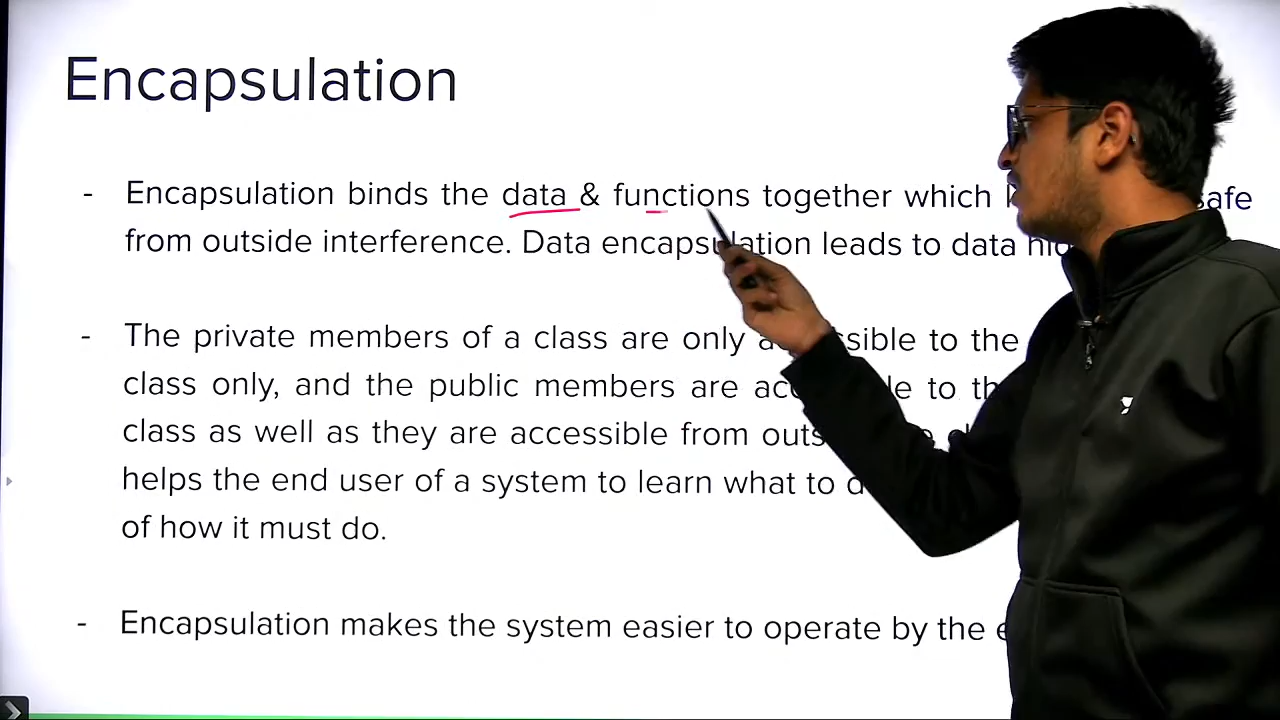 Encapsulation
- Encapsulation binds the data & functions together which safe
from outside interference. Data encapsulation leads to data
- The private members of a class are only accessible to the
class only, and the public members are to
class as well as they are accessible from
helps the end user of a system to learn what to
of how it must do.
- Encapsulation makes the system easier to operate by the